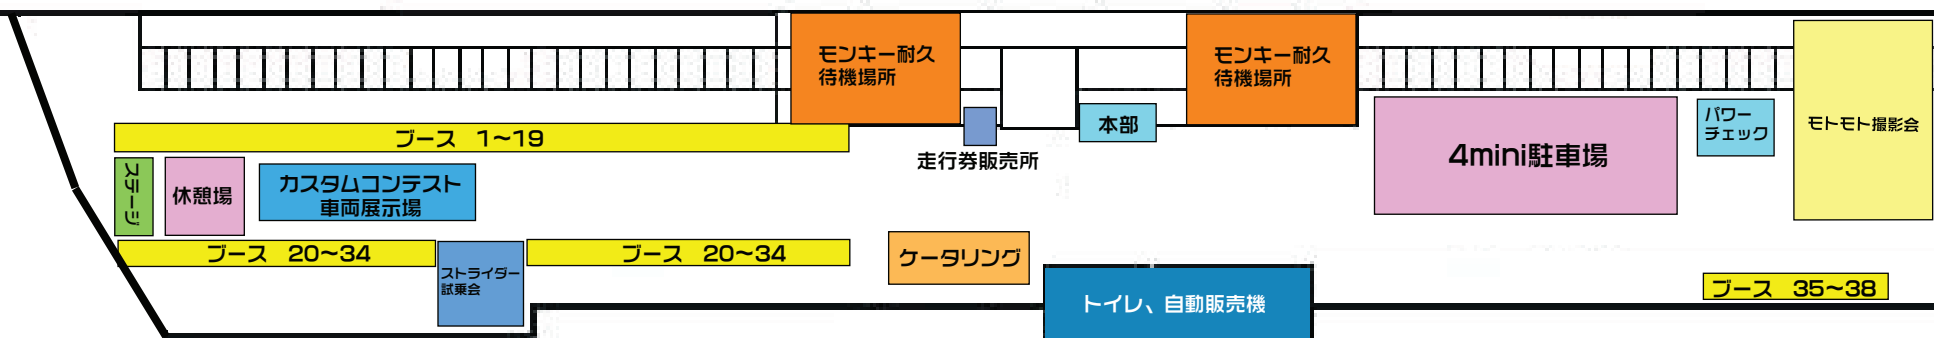 モンキー耐久
待機場所
モンキー耐久
待機場所
パワー
チェック
モトモト撮影会
ブース 1～19
本部
走行券販売所
4mini駐車場
ステージ
休憩場
カスタムコンテスト
車両展示場
ブース 20～34
ストライダー
試乗会
ブース 20～34
ケータリング
トイレ、自動販売機
ブース 35～38